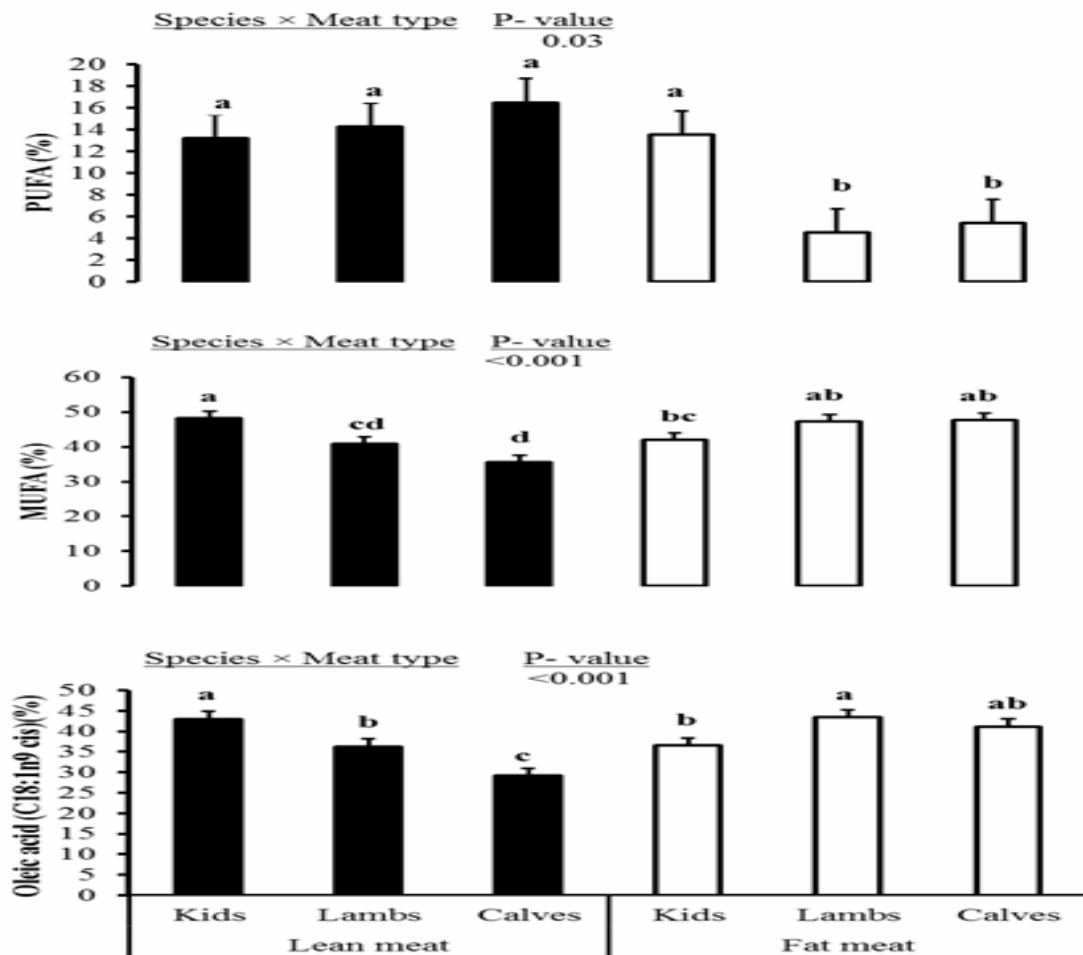 Species × Meat type P- value
0.03
PUFA (%)
20
18
16
14
12
10
8
6
4
2
0
a a a a b b
Species × Meat type P- value
<0.001
MUFA (%)
60
50
40
30
20
10
0
a cd d bc ab ab
Species × Meat type P- value
<0.001
Oleic acid (C18:1n9 cis)(%)
50
45
40
35
30
25
20
15
10
5
0
a b c b a ab
Kids Lambs Calves Kids Lambs Calves
Lean meat Fat meat